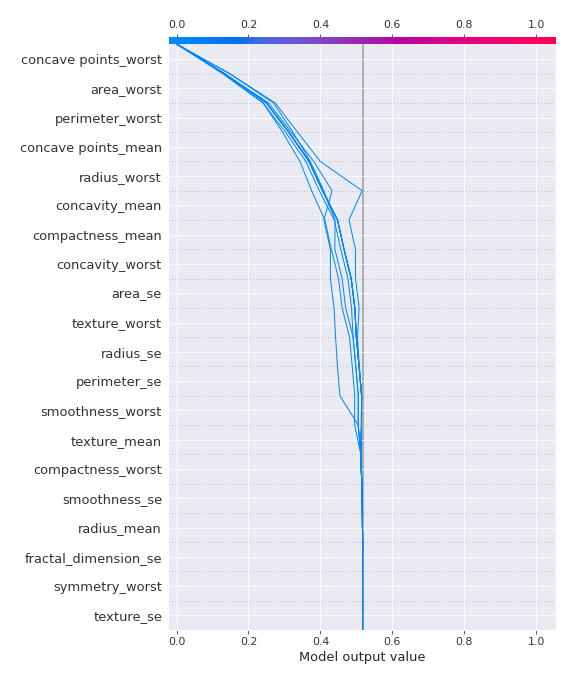 0.0 0.2 0.4 0.6 0.8 1.0
concave points_worst
area_worst
perimeter_worst
concave points_mean
radius_worst
concavity_mean
compactness_mean
concavity_worst
area_se
texture_worst
radius_se
perimeter_se
smoothness_worst
texture_mean
compactness_worst
smoothness_se
radius_mean
fractal_dimension_se
symmetry_worst
texture_se
0.0 0.2 0.4 0.6 0.8 1.0
Model output value